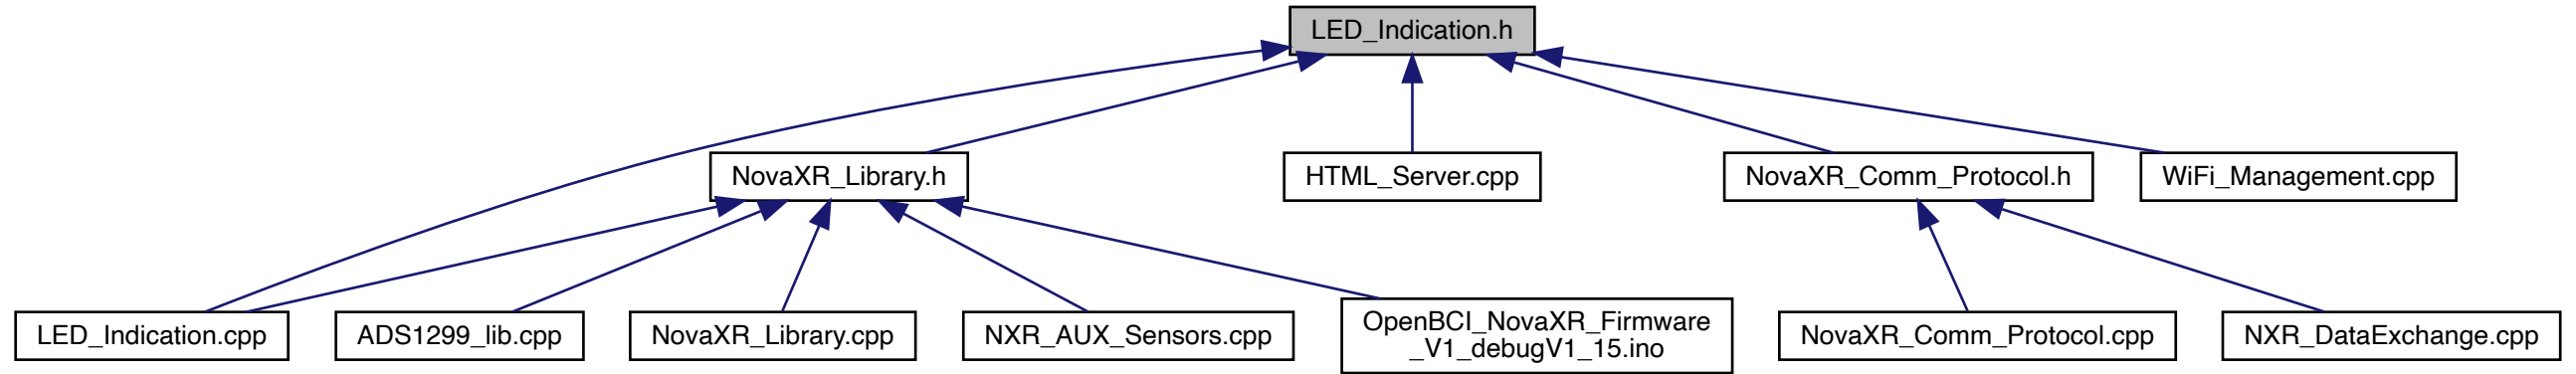 LED_Indication.h
NovaXR_Library.h
HTML_Server.cpp
NovaXR_Comm_Protocol.h
WiFi_Management.cpp
LED_Indication.cpp
ADS1299_lib.cpp
NovaXR_Library.cpp
NXR_AUX_Sensors.cpp
OpenBCI_NovaXR_Firmware
_V1_debugV1_15.ino
NovaXR_Comm_Protocol.cpp
NXR_DataExchange.cpp